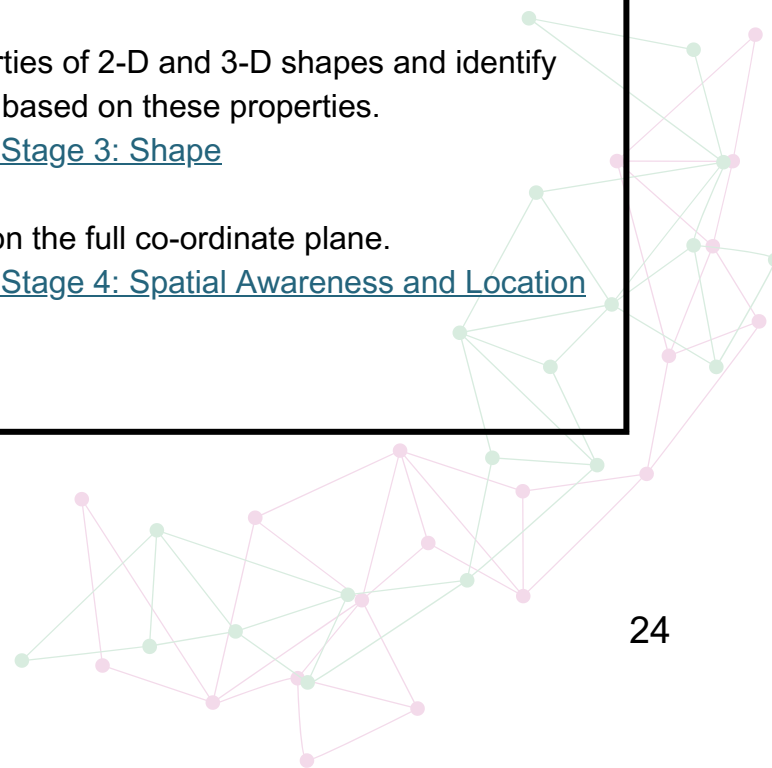 rties of 2-D and 3-D shapes and identify
based on these properties.
Stage 3: Shape
on the full co-ordinate plane.
Stage 4: Spatial Awareness and Location
24